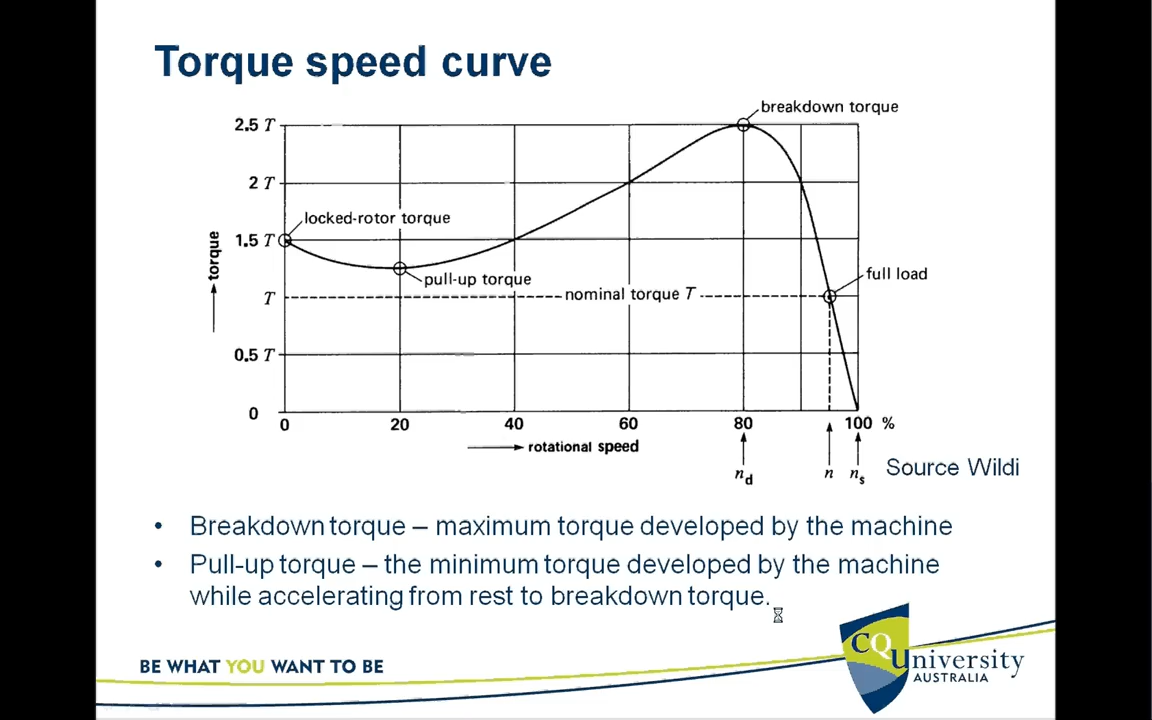 Torque speed curve
breakdown torque
2.5 T
2 T
locked-rotor torque
1.5 T
torque
pull-up torque
full load
T
nominal torque T
0.5 T
0
0 20 40 60 80 100 %
rotational speed
nd n ns
Source Wildi
• Breakdown torque – maximum torque developed by the machine
• Pull-up torque – the minimum torque developed by the machine
while accelerating from rest to breakdown torque.
BE WHAT YOU WANT TO BE
CQUniversity
AUSTRALIA